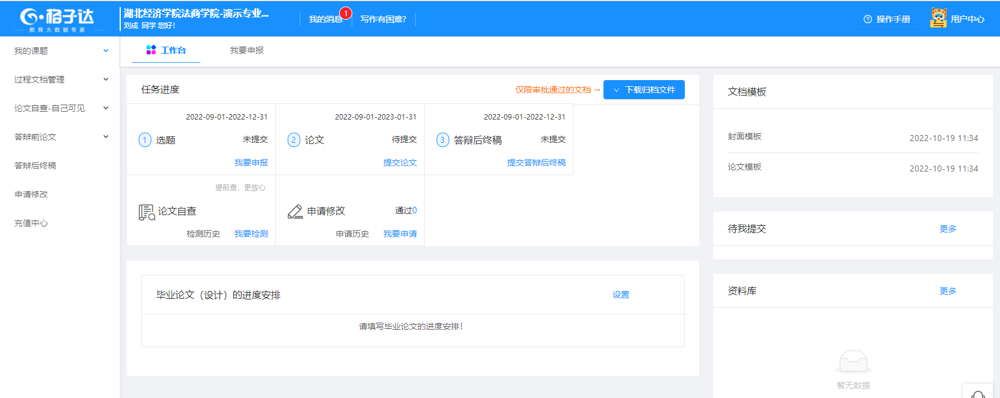 格子达
教育大数据专家
湖北经济学院法商学院-演示专业...
刘成 同学 您好!
我的消息
1
写作有困难?
操作手册
用户中心
我的课题
过程文档管理
论文自查-自己可见
答辩前论文
答辩后终稿
申请修改
充值中心
工作台
我要申报
任务进度
仅限审批通过的文档 →
下载归档文件
2022-09-01-2022-12-31
1 选题 未提交
我要申报
2022-09-01-2023-01-31
2 论文 待提交
提交论文
2022-09-01-2022-12-31
3 答辩后终稿 未提交
提交答辩后终稿
提前查，更放心
论文自查
检测历史 我要检测
申请修改 通过0
申请历史 我要申请
毕业论文（设计）的进度安排 设置
请填写毕业论文的进度安排!
文档模板
封面模板 2022-10-19 11:34
论文模板 2022-10-19 11:34
待我提交 更多
资料库 更多
暂无数据